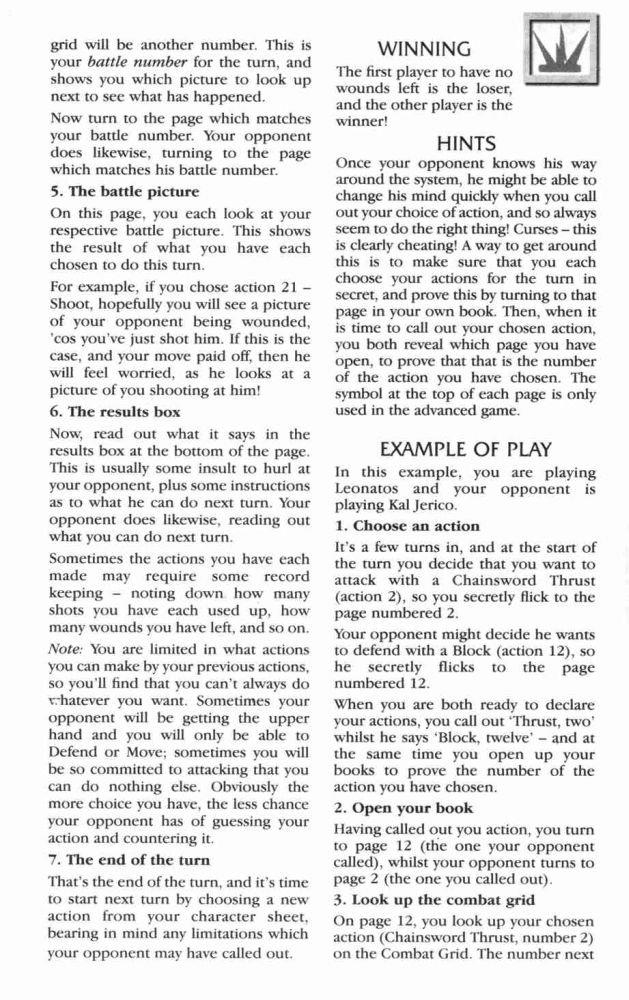 grid will be another number. This is
your battle number for the turn, and
shows you which picture to look up
next to see what has happened.
Now turn to the page which matches
your battle number. Your opponent
does likewise, turning to the page
which matches his battle number.
5. The battle picture
On this page, you each look at your
respective battle picture. This shows
the result of what you have each
chosen to do this turn.
For example, if you chose action 21 –
Shoot, hopefully you will see a picture
of your opponent being wounded,
'cos you've just shot him. If this is the
case, and your move paid off, then he
will feel worried, as he looks at a
picture of you shooting at him!
6. The results box
Now, read out what it says in the
results box at the bottom of the page.
This is usually some insult to hurl at
your opponent, plus some instructions
as to what he can do next turn. Your
opponent does likewise, reading out
what you can do next turn.
Sometimes the actions you have each
made may require some record
keeping – noting down how many
shots you have each used up, how
many wounds you have left, and so on.
Note: You are limited in what actions
you can make by your previous actions,
so you'll find that you can't always do
whatever you want. Sometimes your
opponent will be getting the upper
hand and you will only be able to
Defend or Move; sometimes you will
be so committed to attacking that you
can do nothing else. Obviously the
more choice you have, the less chance
your opponent has of guessing your
action and countering it.
7. The end of the turn
That's the end of the turn, and it's time
to start next turn by choosing a new
action from your character sheet,
bearing in mind any limitations which
your opponent may have called out.
WINNING
The first player to have no
wounds left is the loser,
and the other player is the
winner!
HINTS
Once your opponent knows his way
around the system, he might be able to
change his mind quickly when you call
out your choice of action, and so always
seem to do the right thing! Curses – this
is clearly cheating! A way to get around
this is to make sure that you each
choose your actions for the turn in
secret, and prove this by turning to that
page in your own book. Then, when it
is time to call out your chosen action,
you both reveal which page you have
open, to prove that that is the number
of the action you have chosen. The
symbol at the top of each page is only
used in the advanced game.
EXAMPLE OF PLAY
In this example, you are playing
Leonatos and your opponent is
playing Kal Jerico.
1. Choose an action
It's a few turns in, and at the start of
the turn you decide that you want to
attack with a Chainsword Thrust
(action 2), so you secretly flick to the
page numbered 2.
Your opponent might decide he wants
to defend with a Block (action 12), so
he secretly flicks to the page
numbered 12.
When you are both ready to declare
your actions, you call out 'Thrust, two'
whilst he says 'Block, twelve' – and at
the same time you open up your
books to prove the number of the
action you have chosen.
2. Open your book
Having called out you action, you turn
to page 12 (the one your opponent
called), whilst your opponent turns to
page 2 (the one you called out).
3. Look up the combat grid
On page 12, you look up your chosen
action (Chainsword Thrust, number 2)
on the Combat Grid. The number next